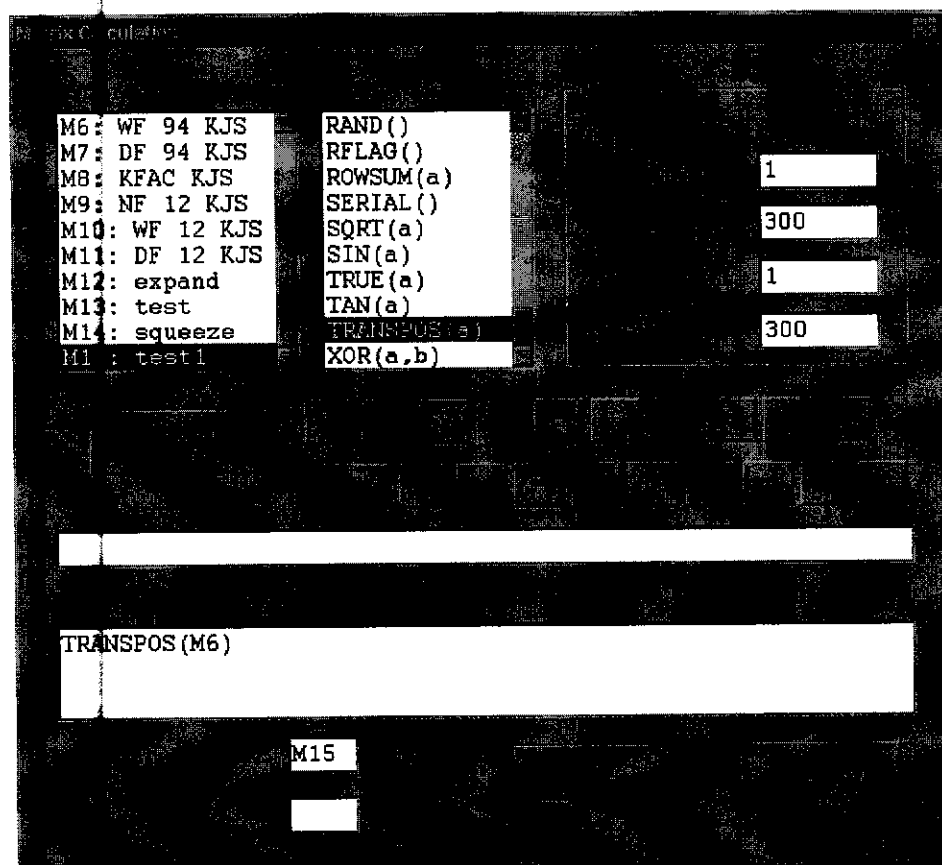 Matrix Calculation
M6: WF 94 KJS
M7: DF 94 KJS
M8: KFAC KJS
M9: NF 12 KJS
M10: WF 12 KJS
M11: DF 12 KJS
M12: expand
M13: test
M14: squeeze
: test1
RAND()
RFLAG()
ROWSUM(a)
SERIAL()
SQRT(a)
SIN(a)
TRUE(a)
TAN(a)
TRANSPOS(a)
XOR(a,b)
1
300
1
300
TRANSPOS(M6)
M15